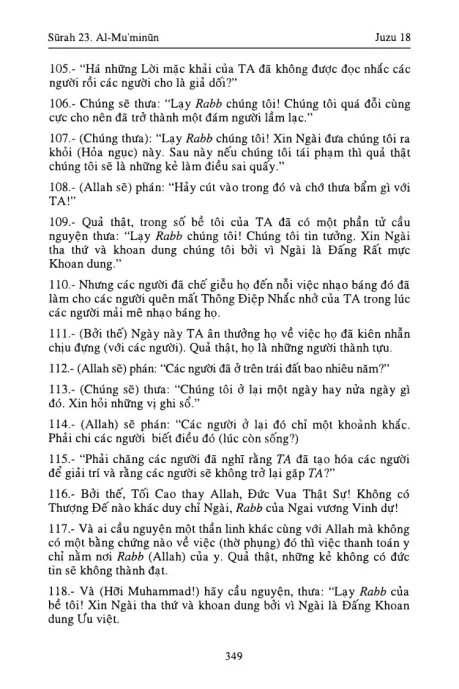 Sūrah 23. Al-Mu'minūn Juzu 18
105.- “Há những Lời mặc khải của TA đã không được đọc nhắc các
người rồi các người cho là giả dối?”
106.- Chúng sẽ thưa: “Lạy Rabb chúng tôi! Chúng tôi quá đỗi cùng
cực cho nên đã trở thành một đám người lầm lạc.”
107.- (Chúng thưa): “Lạy Rabb chúng tôi! Xin Ngài đưa chúng tôi ra
khỏi (Hỏa ngục) này. Sau này nếu chúng tôi tái phạm thì quả thật
chúng tôi sẽ là những kẻ làm điều sai quấy.”
108.- (Allah sẽ) phán: “Hảy cút vào trong đó và chớ thưa bẩm gì với
TA!”
109.- Quả thật, trong số bề tôi của TA đã có một phần tử cầu
nguyện thưa: “Lạy Rabb chúng tôi! Chúng tôi tin tưởng. Xin Ngài
tha thứ và khoan dung chúng tôi bởi vì Ngài là Đấng Rất mực
Khoan dung.”
110.- Nhưng các người đã chế giễu họ đến nỗi việc nhạo báng đó đã
làm cho các người quên mất Thông Điệp Nhắc nhở của TA trong lúc
các người mải mê nhạo báng họ.
111.- (Bởi thế) Ngày này TA ân thưởng họ về việc họ đã kiên nhẫn
chịu đựng (với các người). Quả thật, họ là những người thành tựu.
112.- (Allah sẽ) phán: “Các người đã ở trên trái đất bao nhiêu năm?”
113.- (Chúng sẽ) thưa: “Chúng tôi ở lại một ngày hay nửa ngày gì
đó. Xin hỏi những vị ghi sổ.”
114.- (Allah) sẽ phán: “Các người ở lại đó chỉ một khoảnh khắc.
Phải chi các người biết điều đó (lúc còn sống?)
115.- “Phải chăng các người đã nghĩ rằng TA đã tạo hóa các người
để giải trí và rằng các người sẽ không trở lại gặp TA?”
116.- Bởi thế, Tối Cao thay Allah, Đức Vua Thật Sự! Không có
Thượng Đế nào khác duy chỉ Ngài, Rabb của Ngai vương Vinh dự!
117.- Và ai cầu nguyện một thần linh khác cùng với Allah mà không
có một bằng chứng nào về việc (thờ phụng) đó thì việc thanh toán y
chỉ nằm nơi Rabb (Allah) của y. Quả thật, những kẻ không có đức
tin sẽ không thành đạt.
118.- Và (Hỡi Muhammad!) hãy cầu nguyện, thưa: “Lạy Rabb của
bề tôi! Xin Ngài tha thứ và khoan dung bởi vì Ngài là Đấng Khoan
dung Ưu việt.
349